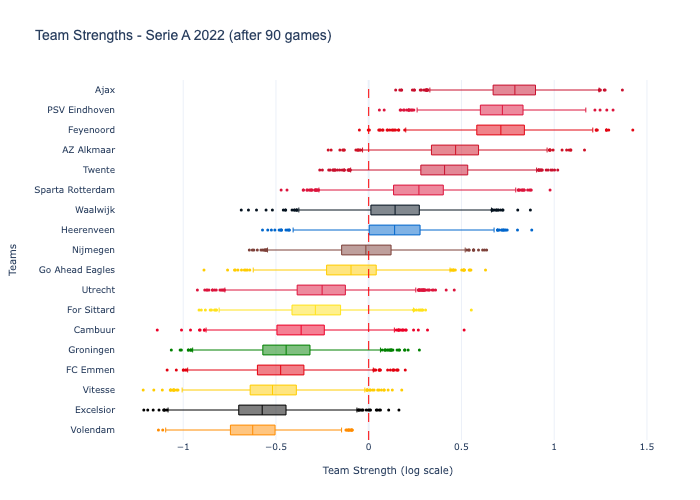 Team Strengths - Serie A 2022 (after 90 games)
Ajax
PSV Eindhoven
Feyenoord
AZ Alkmaar
Twente
Sparta Rotterdam
Waalwijk
Heerenveen
Nijmegen
Go Ahead Eagles
Utrecht
For Sittard
Cambuur
Groningen
FC Emmen
Vitesse
Excelsior
Volendam
Teams
−1
−0.5
0
0.5
1
1.5
Team Strength (log scale)